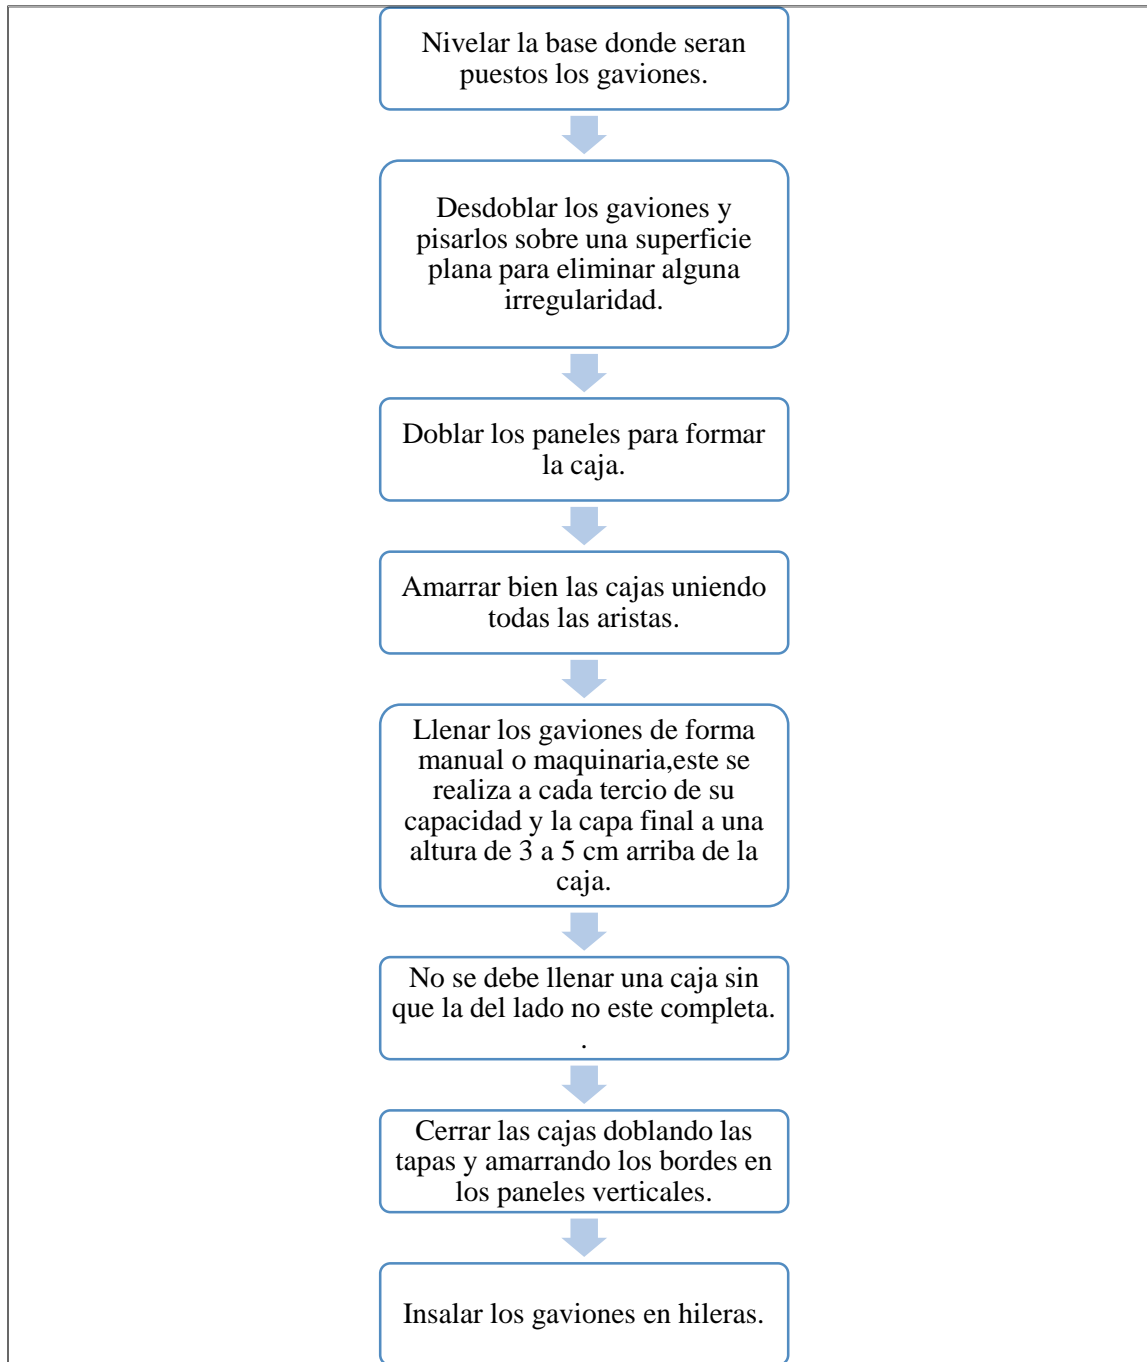 Nivelar la base donde seran
puestos los gaviones.
Desdoblar los gaviones y
pisarlos sobre una superficie
plana para eliminar alguna
irregularidad.
Doblar los paneles para formar
la caja.
Amarrar bien las cajas uniendo
todas las aristas.
Llenar los gaviones de forma
manual o maquinaria,este se
realiza a cada tercio de su
capacidad y la capa final a una
altura de 3 a 5 cm arriba de la
caja.
No se debe llenar una caja sin
que la del lado no este completa.
.
Cerrar las cajas doblando las
tapas y amarrando los bordes en
los paneles verticales.
Insalar los gaviones en hileras.